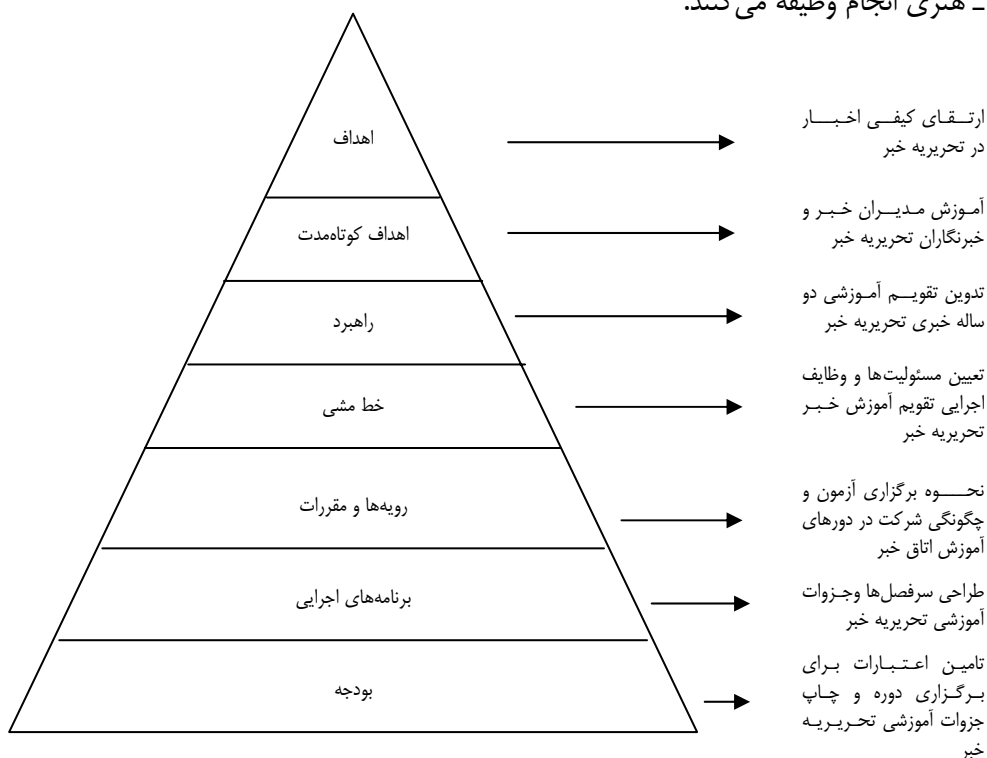 ـ هنری انجام وظیفه می‌کنند.
اهداف
ارتقای کیفی اخبار
در تحریریه خبر
اهداف کوتاه‌مدت
آموزش مدیران خبر و
خبرنگاران تحریریه خبر
راهبرد
تدوین تقویم آموزشی دو
ساله خبری تحریریه خبر
خط مشی
تعیین مسئولیت‌ها و وظایف
اجرایی تقویم آموزش خبر
تحریریه خبر
رویه‌ها و مقررات
نحوه برگزاری آزمون و
چگونگی شرکت در دورهای
آموزش اتاق خبر
برنامه‌های اجرایی
طراحی سرفصل‌ها وجزوات
آموزشی تحریریه خبر
بودجه
تامین اعتبارات برای
برگزاری دوره و چاپ
جزوات آموزشی تحریریه
خبر